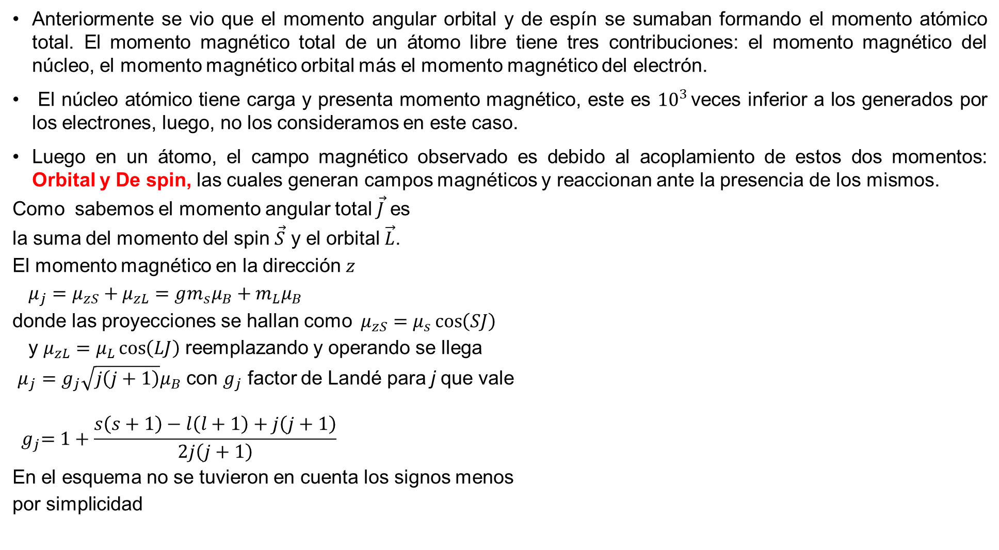 • Anteriormente se vio que el momento angular orbital y de espín se sumaban formando el momento atómico
total. El momento magnético total de un átomo libre tiene tres contribuciones: el momento magnético del
núcleo, el momento magnético orbital más el momento magnético del electrón.
• El núcleo atómico tiene carga y presenta momento magnético, este es $10^3$ veces inferior a los generados por
los electrones, luego, no los consideramos en este caso.
• Luego en un átomo, el campo magnético observado es debido al acoplamiento de estos dos momentos:
Orbital y De spin, las cuales generan campos magnéticos y reaccionan ante la presencia de los mismos.
Como sabemos el momento angular total $\vec{J}$ es
la suma del momento del spin $\vec{S}$ y el orbital $\vec{L}$.
El momento magnético en la dirección $z$
$\mu_j = \mu_{zS} + \mu_{zL} = gm_s\mu_B + m_L\mu_B$
donde las proyecciones se hallan como $\mu_{zS} = \mu_s \cos(SJ)$
y $\mu_{zL} = \mu_L \cos(LJ)$ reemplazando y operando se llega
$\mu_j = g_j\sqrt{j(j+1)}\mu_B$ con $g_j$ factor de Landé para j que vale
$g_j = 1 + \frac{s(s+1)-l(l+1)+j(j+1)}{2j(j+1)}$
En el esquema no se tuvieron en cuenta los signos menos
por simplicidad